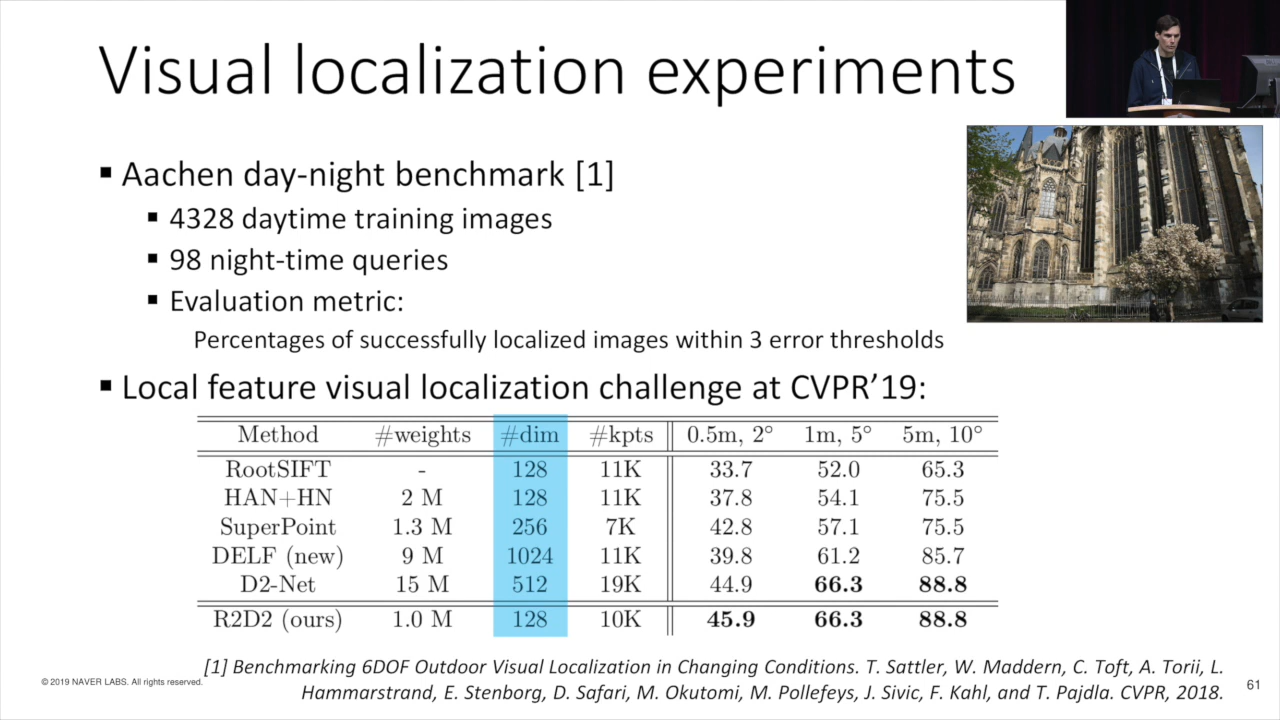 Visual localization experiments
▪ Aachen day-night benchmark [1]
▪ 4328 daytime training images
▪ 98 night-time queries
▪ Evaluation metric:
Percentages of successfully localized images within 3 error thresholds
▪ Local feature visual localization challenge at CVPR’19:
Method #weights #dim #kpts 0.5m, 2° 1m, 5° 5m, 10°
RootSIFT - 128 11K 33.7 52.0 65.3
HAN+HN 2 M 128 11K 37.8 54.1 75.5
SuperPoint 1.3 M 256 7K 42.8 57.1 75.5
DELF (new) 9 M 1024 11K 39.8 61.2 85.7
D2-Net 15 M 512 19K 44.9 66.3 88.8
R2D2 (ours) 1.0 M 128 10K 45.9 66.3 88.8
[1] Benchmarking 6DOF Outdoor Visual Localization in Changing Conditions. T. Sattler, W. Maddern, C. Toft, A. Torii, L.
Hammarstrand, E. Stenborg, D. Safari, M. Okutomi, M. Pollefeys, J. Sivic, F. Kahl, and T. Pajdla. CVPR, 2018.
© 2019 NAVER LABS. All rights reserved.
61